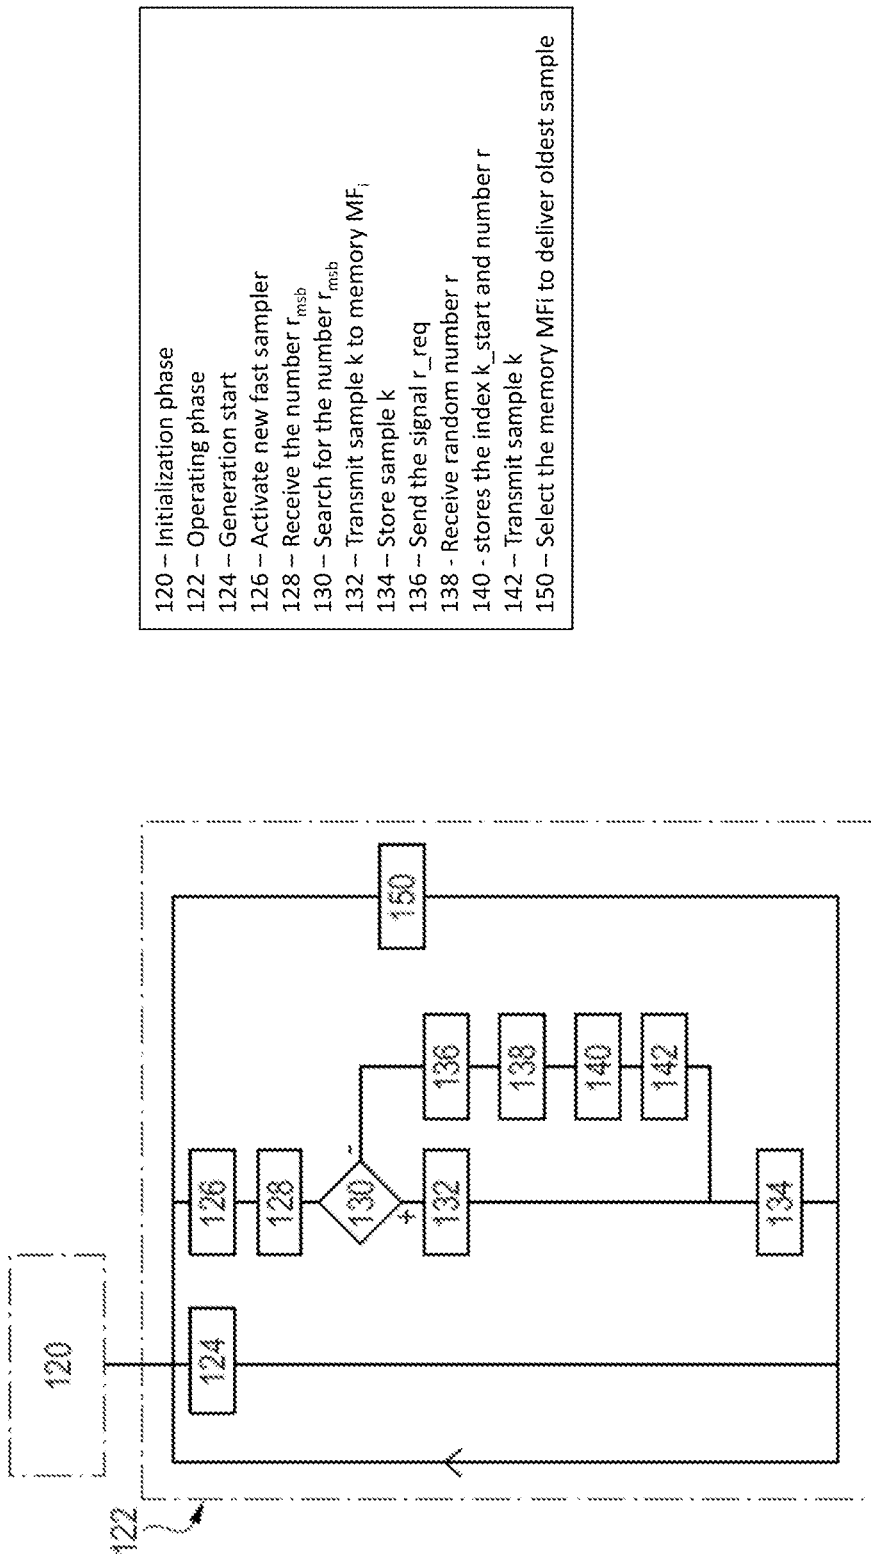 120 – Initialization phase
122 – Operating phase
124 – Generation start
126 – Activate new fast sampler
128 – Receive the number rmsb
130 – Search for the number rmsb
132 – Transmit sample k to memory MFi
134 – Store sample k
136 – Send the signal r_req
138 - Receive random number r
140 - stores the index k_start and number r
142 – Transmit sample k
150 – Select the memory MFi to deliver oldest sample
120
122
124
126
128
130
-
+
132
136
138
140
142
134
150